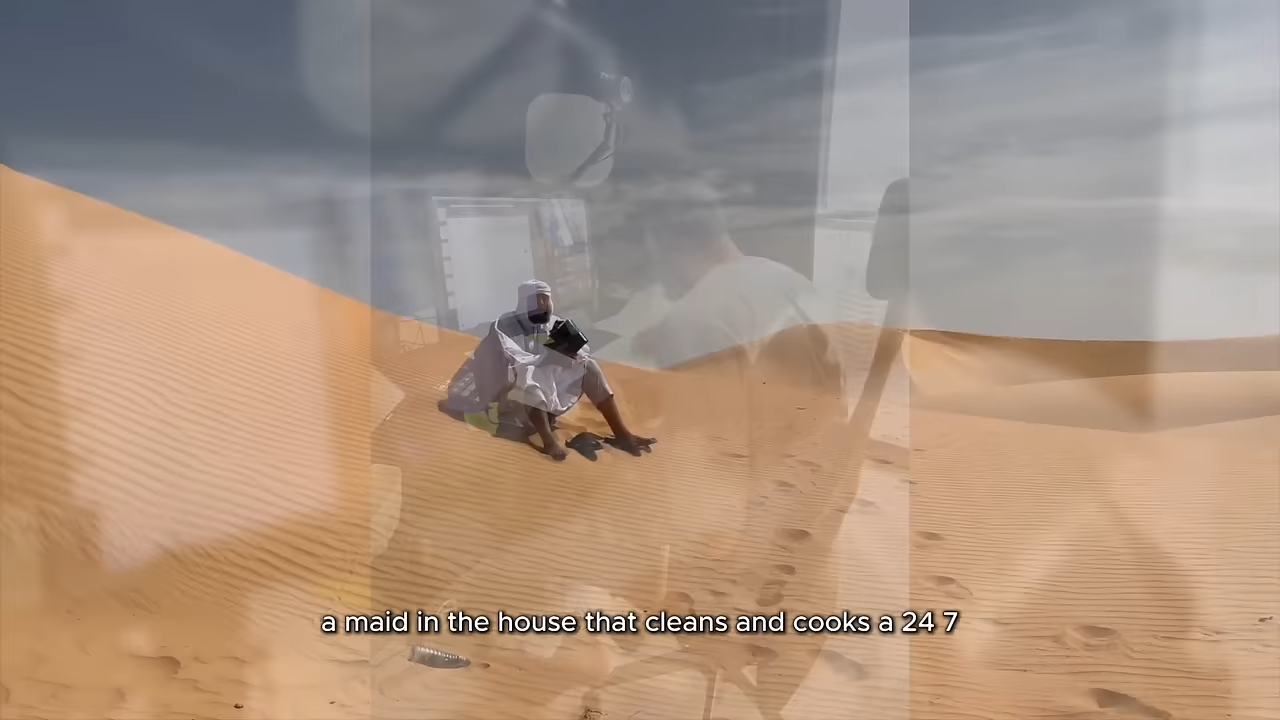 a maid in the house that cleans and cooks a 24 7